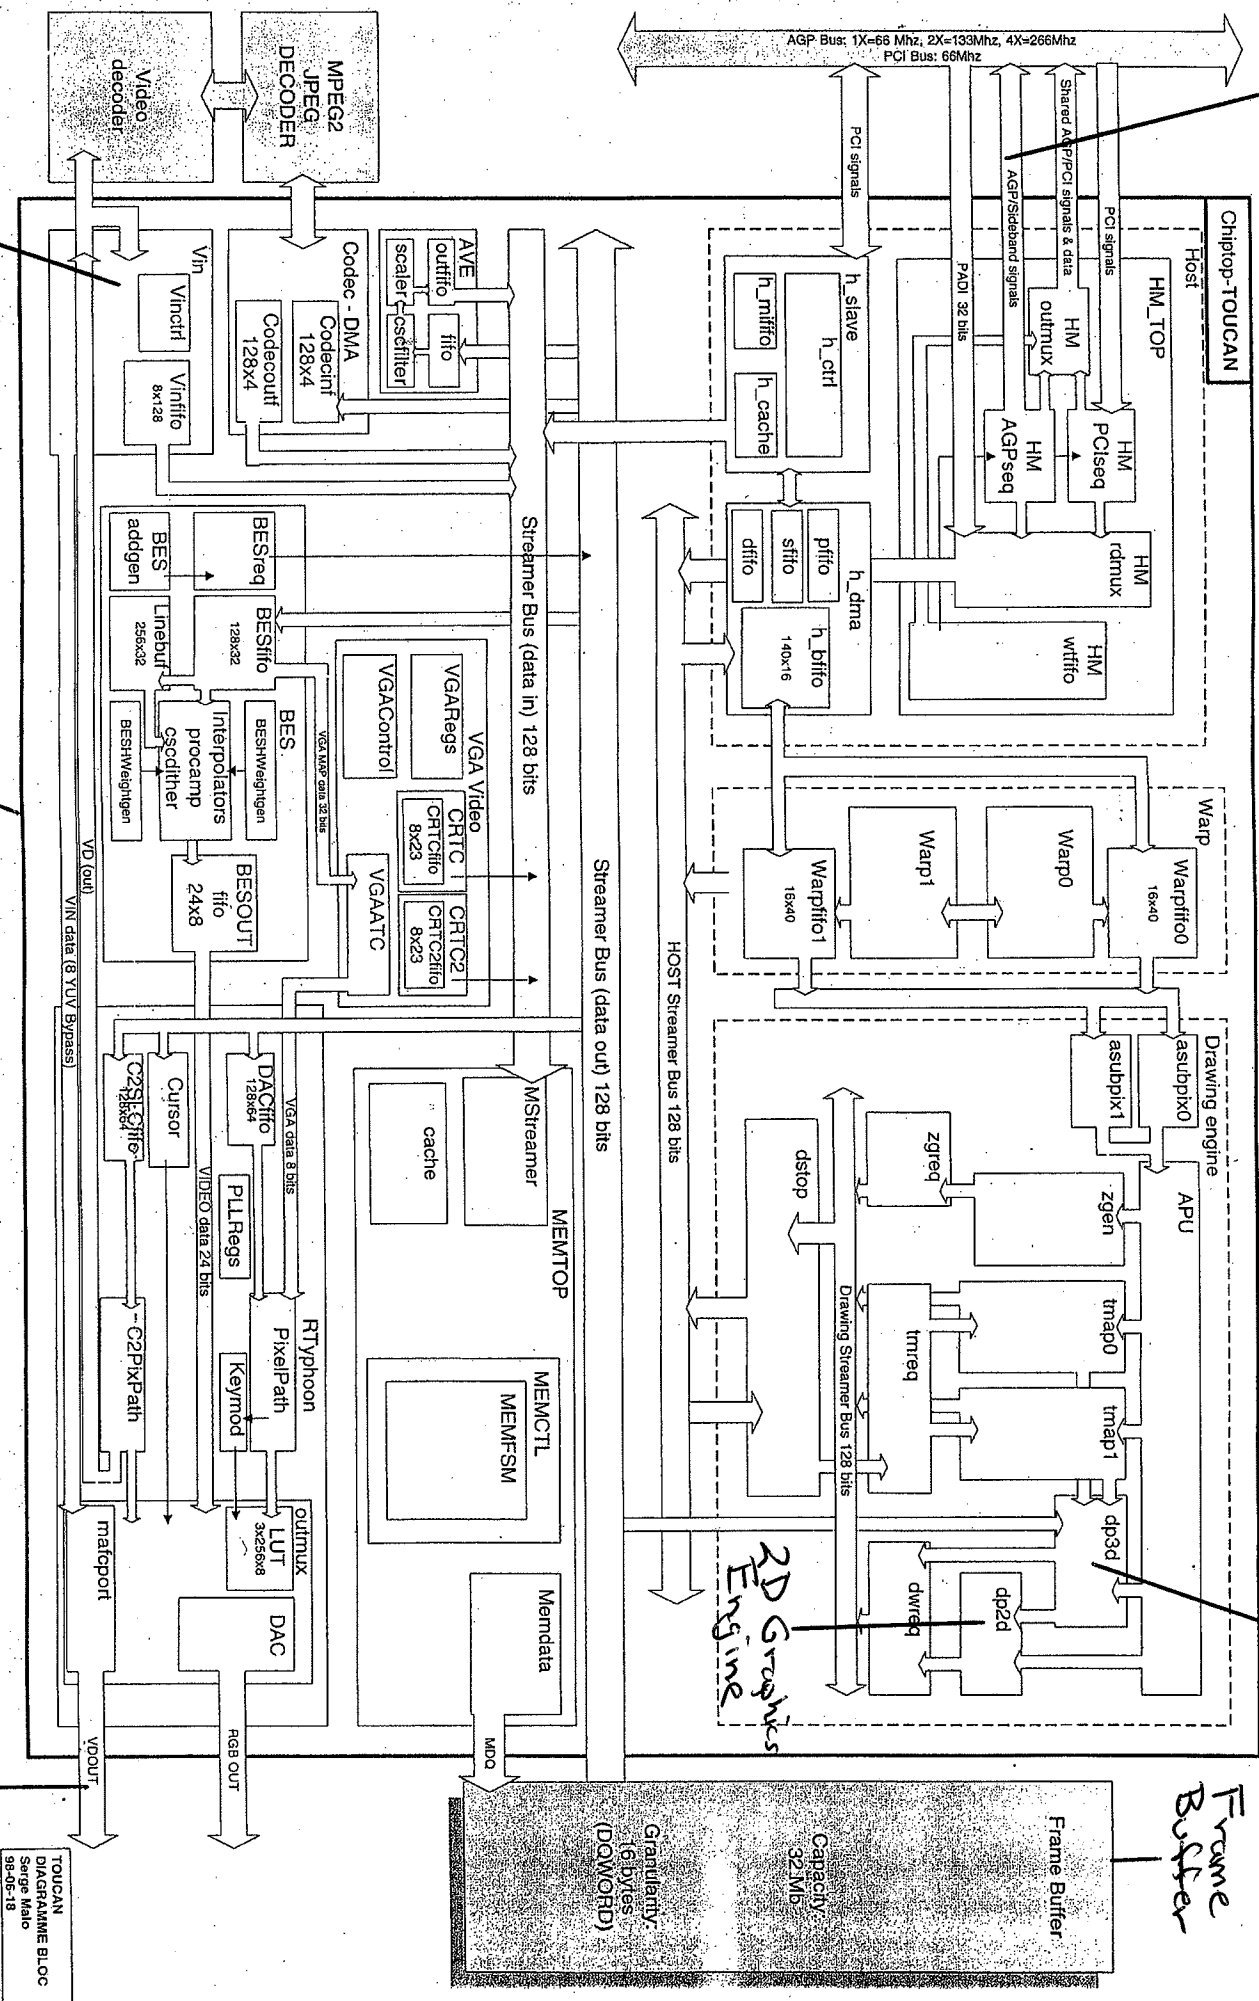 AGP Bus: 1X=66 Mhz, 2X=133Mhz, 4X=266Mhz
PCI Bus: 66Mhz
Chiptop-TOUCAN
Host
HM_TOP
PCI signals
Shared AGP/PCI signals & data
AGP/Sideband signals
PADI 32 bits
PCI signals
HM
PCIseq
HM
outmux
HM
AGPseq
HM
rdmux
HM
wtfifo
h_slave
h_ctrl
h_mififo
h_cache
h_dma
pfifo
sfifo
dfifo
h_bfifo
140x16
Warp
Warpfifo0
16x40
Warp0
Warp1
Warpfifo1
16x40
HOST Streamer Bus 128 bits
Drawing engine
asubpix0
asubpix1
APU
zgen
zgreq
tmap0
tmap1
tmreq
dstop
Drawing Streamer Bus 128 bits
dp3d
dp2d
dwreq
2D Graphics
Engine
Streamer Bus (data out) 128 bits
Streamer Bus (data in) 128 bits
MPEG2
JPEG
DECODER
Video
decoder
AVE
outfifo
fifo
scaler
cscfilter
Codec - DMA
Codecinf
128x4
Codecoutf
128x4
Vin
Vinctrl
Vinfifo
8x128
BESreq
BES
addgen
BESfifo
128x32
Linebuf
256x32
BES
BESHWeightgen
Interpolators
procamp
cscdither
BESHWeightgen
BESOUT
fifo
24x8
VGA MAP data 32 bits
VGA Video
VGARegs
VGAControl
CRTC
CRTCfifo
8x23
CRTC2
CRTC2fifo
8x23
VGAATC
VD (out)
VIN data (8 YUV Bypass)
MEMTOP
MStreamer
cache
MEMCTL
MEMFSM
Memdata
MDQ
RTyphoon
DACfifo
128x64
Cursor
128x64
VGA data 8 bits
PLLRegs
VIDEO data 24 bits
PixelPath
Keymod
C2PixPath
outmux
LUT
3x256x8
DAC
mafcport
RGB OUT
VDOUT
Frame Buffer
Capacity:
32 Mb
Granularity:
16 bytes
(DQWORD)
Frame
Buffer
TOUCAN
DIAGRAMME BLOC
Serge Malo
98-06-18